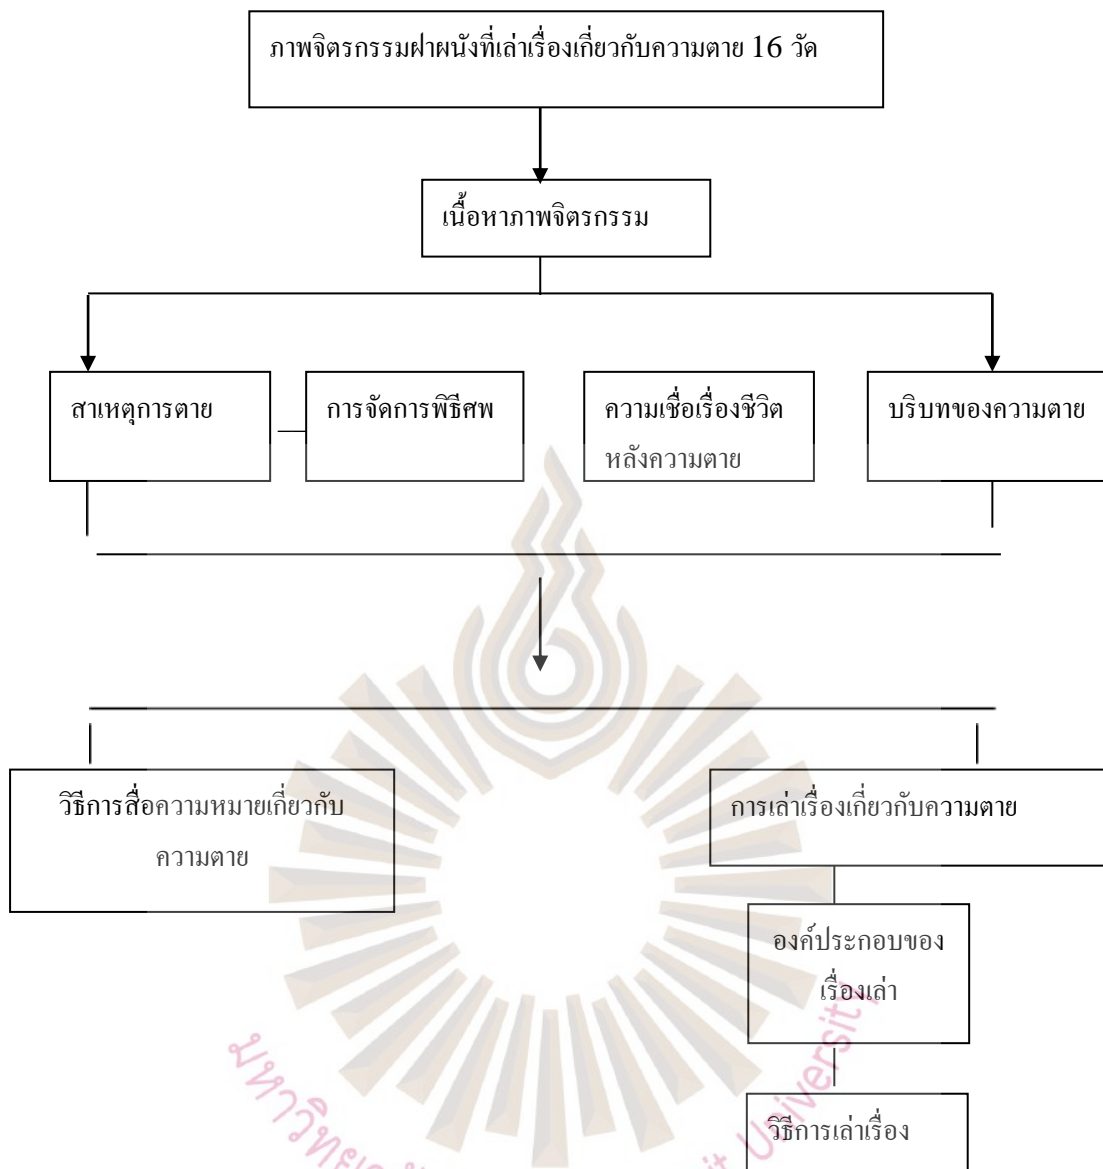 ภาพจิตรกรรมฝาผนังที่เล่าเรื่องเกี่ยวกับความตาย 16 วัด
เนื้อหาภาพจิตรกรรม
สาเหตุการตาย
การจัดการพิธีศพ
ความเชื่อเรื่องชีวิต
หลังความตาย
บริบทของความตาย
วิธีการสื่อความหมายเกี่ยวกับ
ความตาย
การเล่าเรื่องเกี่ยวกับความตาย
องค์ประกอบของ
เรื่องเล่า
วิธีการเล่าเรื่อง
University